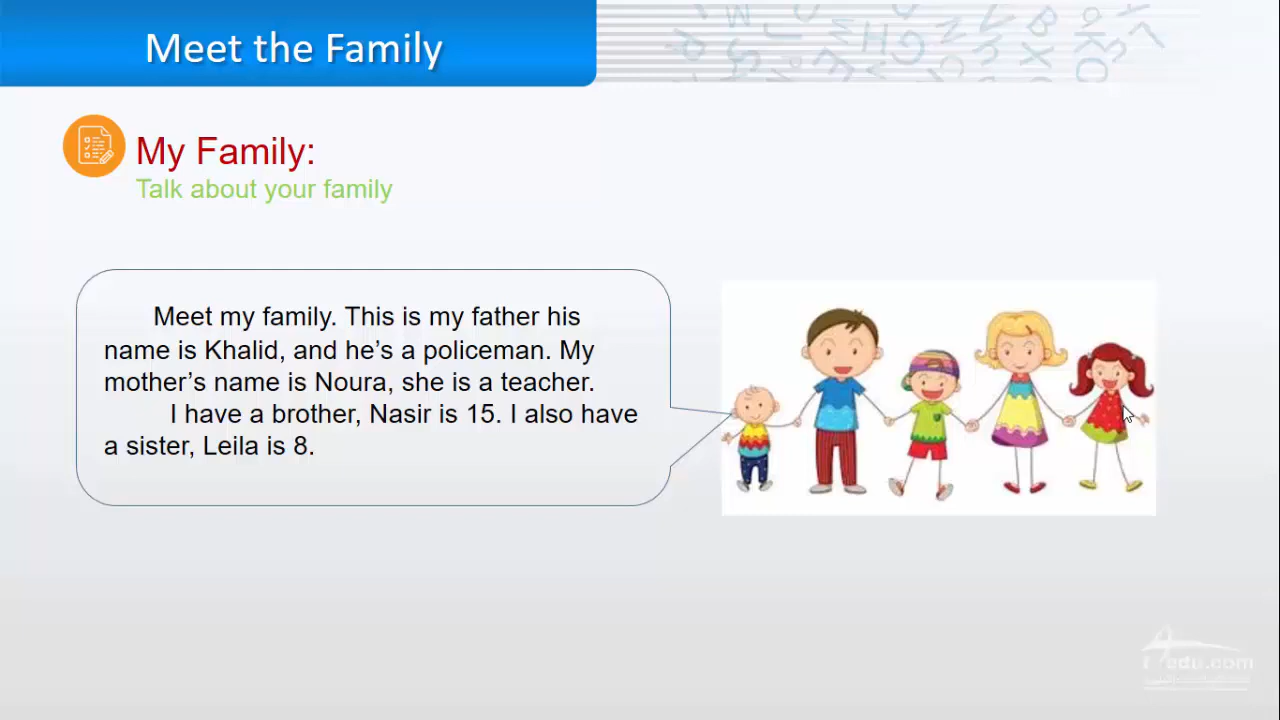 Meet the Family
My Family:
Talk about your family
Meet my family. This is my father his
name is Khalid, and he's a policeman. My
mother's name is Noura, she is a teacher.
I have a brother, Nasir is 15. I also have
a sister, Leila is 8.